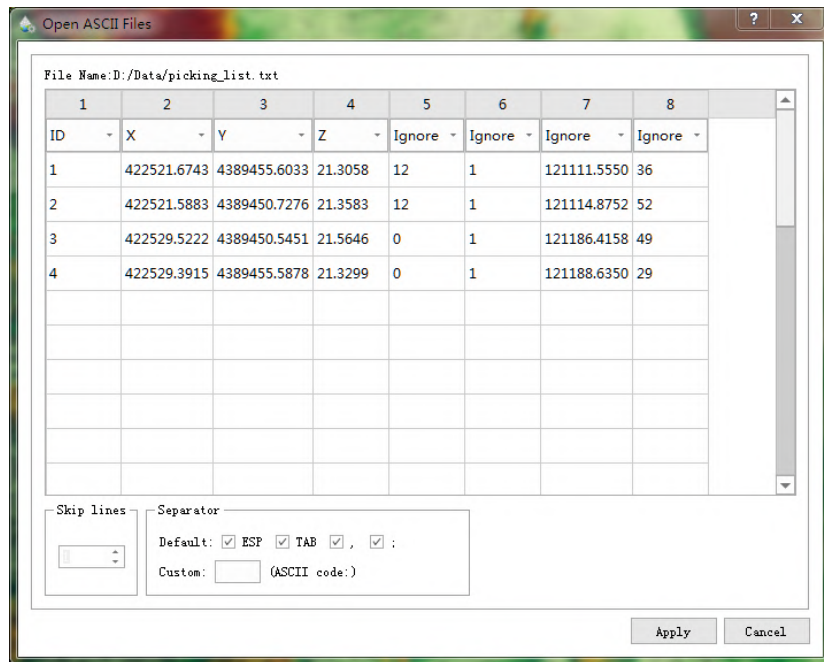 Open ASCII Files
? X
File Name:D:/Data/picking_list.txt
1 2 3 4 5 6 7 8
ID X Y Z Ignore Ignore Ignore Ignore
1 422521.6743 4389455.6033 21.3058 12 1 121111.5550 36
2 422521.5883 4389450.7276 21.3583 12 1 121114.8752 52
3 422529.5222 4389450.5451 21.5646 0 1 121186.4158 49
4 422529.3915 4389455.5878 21.3299 0 1 121188.6350 29
Skip lines Separator
Default: ESP TAB , ;
Custom: (ASCII code:)
Apply Cancel